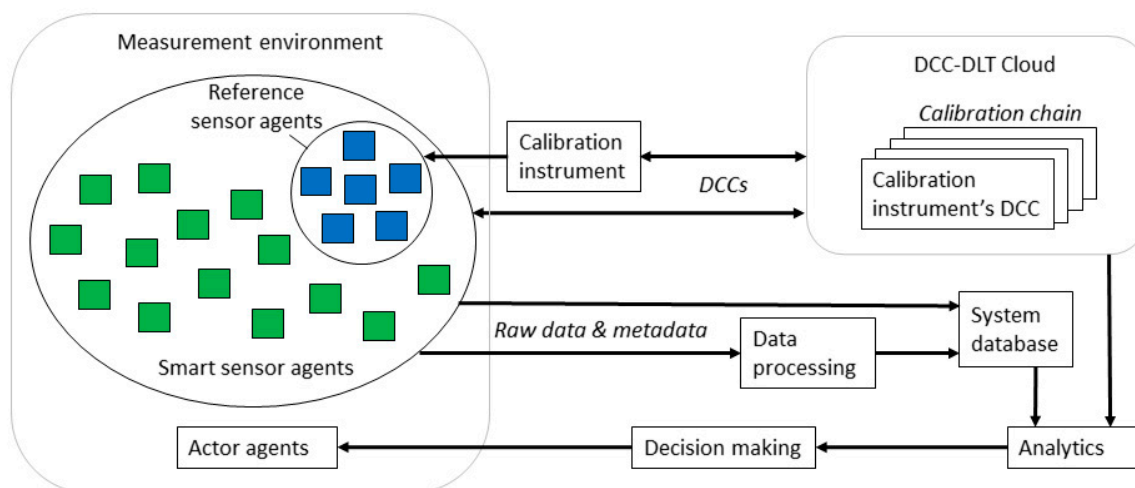 Measurement environment
Reference
sensor agents
Smart sensor agents
Calibration
instrument
DCCs
DCC-DLT Cloud
Calibration chain
Calibration
instrument’s DCC
Raw data & metadata
Data
processing
System
database
Actor agents
Decision making
Analytics